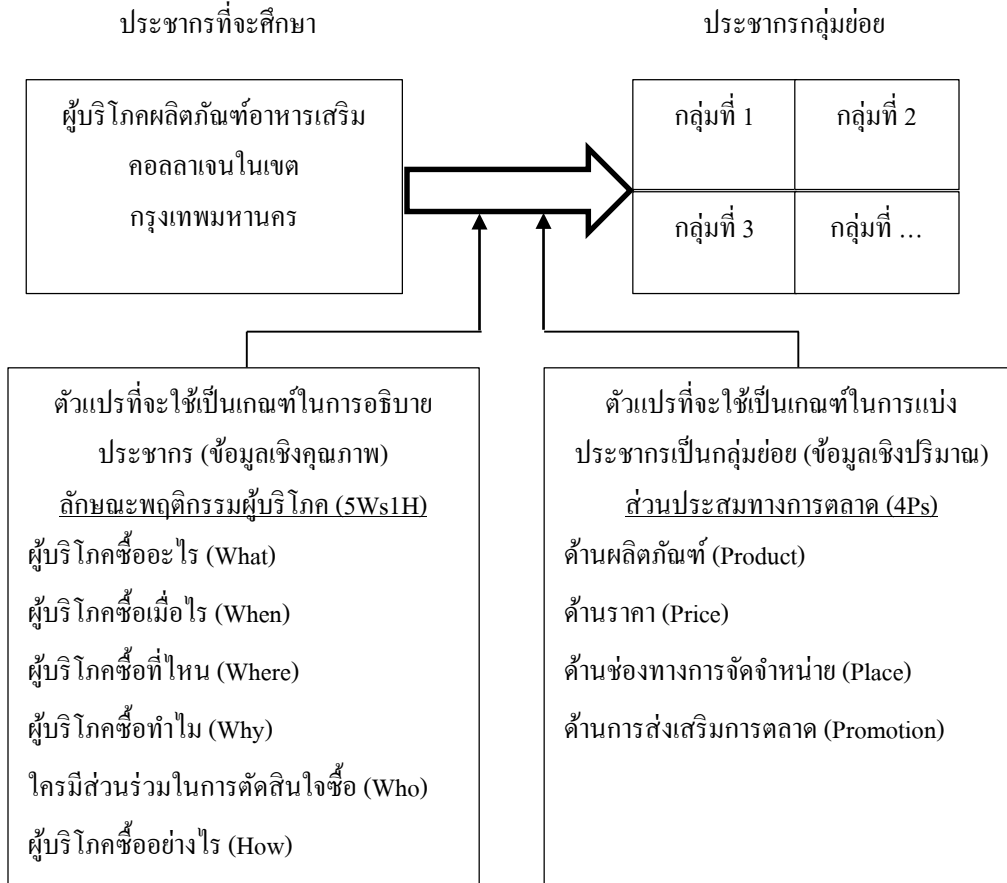 ประชากรที่จะศึกษา
ประชากรกลุ่มย่อย
ผู้บริโภคผลิตภัณฑ์อาหารเสริม
คอลลาเจนในเขต
กรุงเทพมหานคร
กลุ่มที่ 1
กลุ่มที่ 2
กลุ่มที่ 3
กลุ่มที่ ...
ตัวแปรที่จะใช้เป็นเกณฑ์ในการอธิบาย
ประชากร (ข้อมูลเชิงคุณภาพ)
ลักษณะพฤติกรรมผู้บริโภค (5Ws1H)
ผู้บริโภคซื้ออะไร (What)
ผู้บริโภคซื้อเมื่อไร (When)
ผู้บริโภคซื้อที่ไหน (Where)
ผู้บริโภคซื้อทำไม (Why)
ใครมีส่วนร่วมในการตัดสินใจซื้อ (Who)
ผู้บริโภคซื้ออย่างไร (How)
ตัวแปรที่จะใช้เป็นเกณฑ์ในการแบ่ง
ประชากรเป็นกลุ่มย่อย (ข้อมูลเชิงปริมาณ)
ส่วนประสมทางการตลาด (4Ps)
ด้านผลิตภัณฑ์ (Product)
ด้านราคา (Price)
ด้านช่องทางการจัดจำหน่าย (Place)
ด้านการส่งเสริมการตลาด (Promotion)